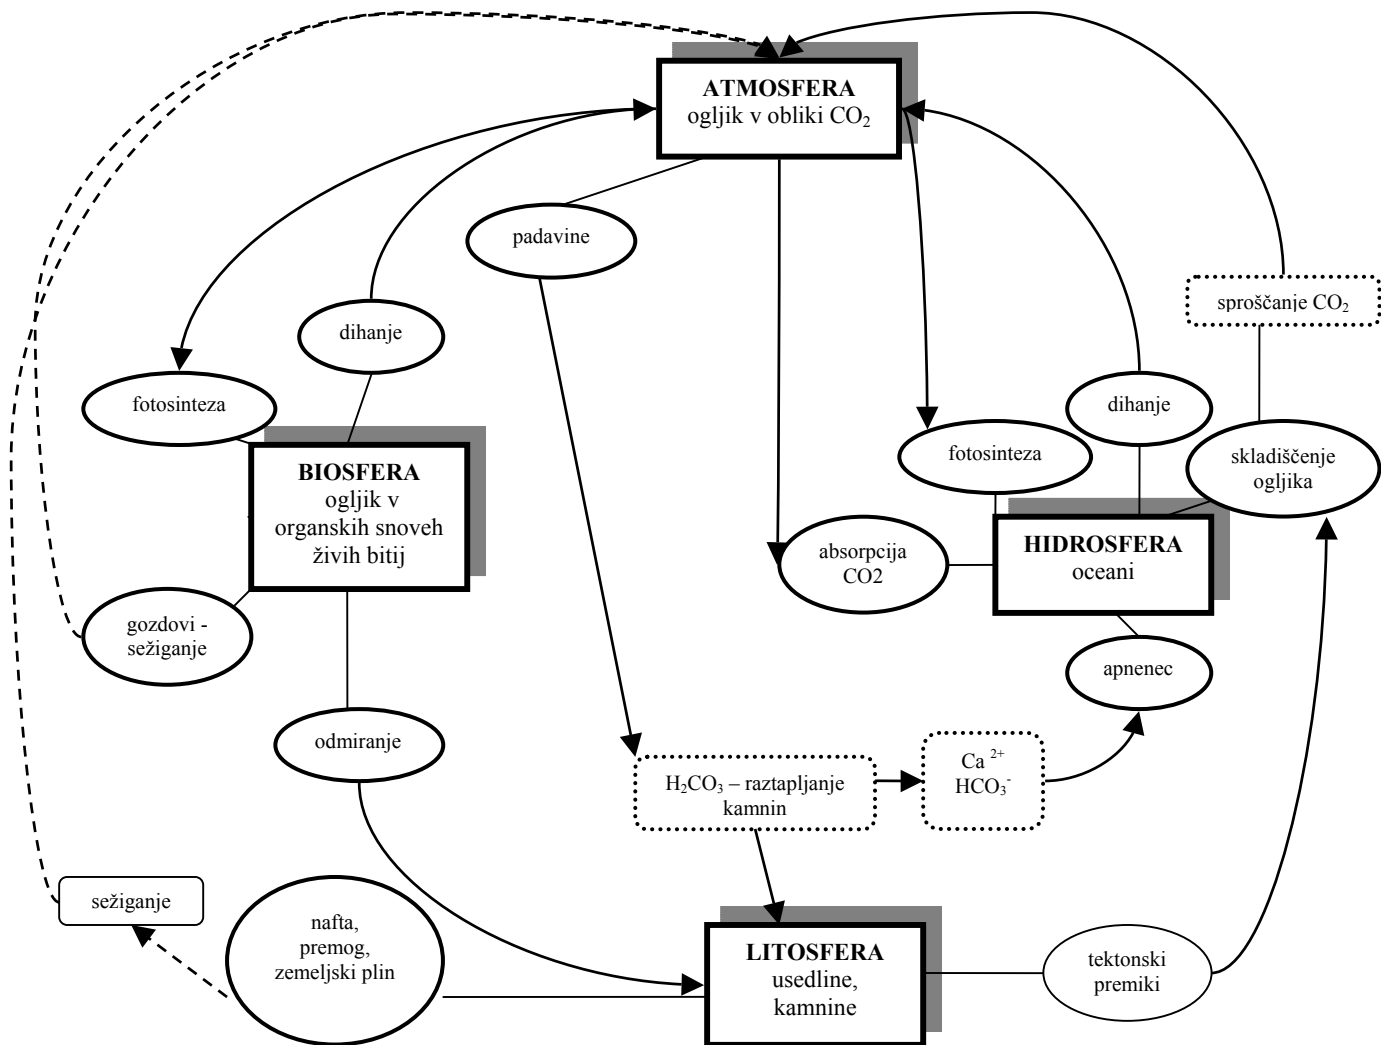 ATMOSFERA
ogljik v obliki CO₂
padavine
sproščanje CO₂
dihanje
fotosinteza
dihanje
fotosinteza
skladiščenje
ogljika
BIOSFERA
ogljik v
organskih snoveh
živih bitij
HIDROSFERA
oceani
absorpcija
CO2
gozdovi -
sežiganje
apnenec
odmiranje
H₂CO₃ – raztapljanje
kamnin
Ca ²⁺
HCO₃⁻
sežiganje
nafta,
premog,
zemeljski plin
LITOSFERA
usedline,
kamnine
tektonski
premiki